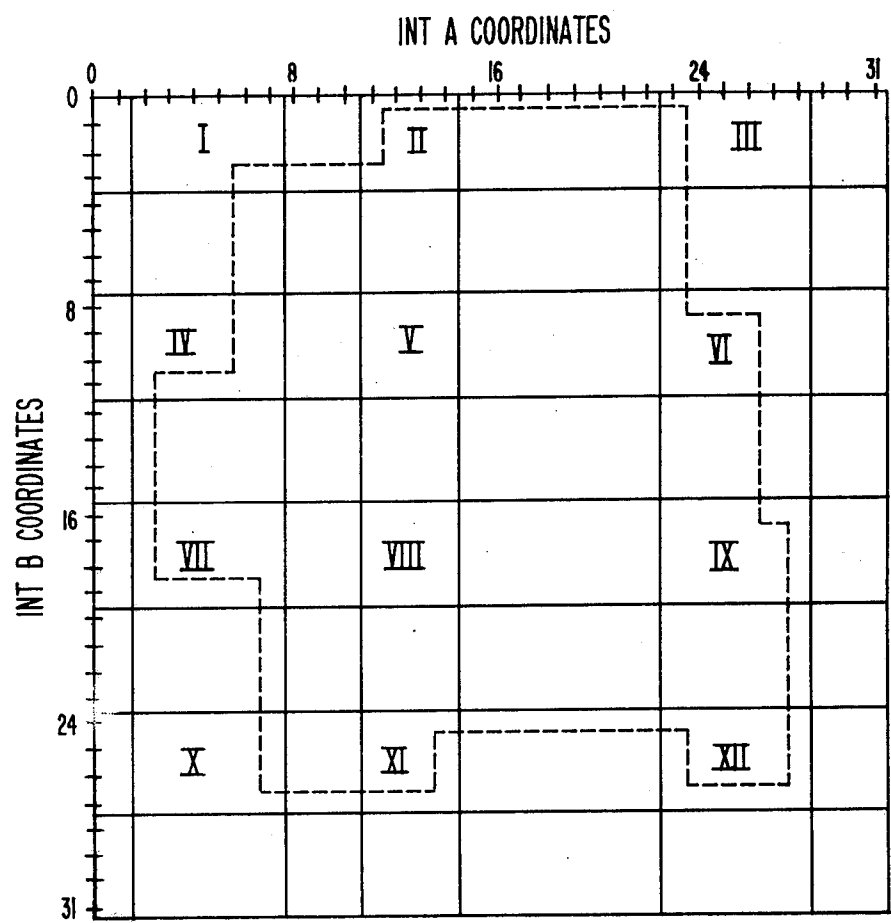 INT A COORDINATES
0 8 16 24 31
0
I II III
8
IV V VI
INT B COORDINATES
16
VII VIII IX
24
X XI XII
31